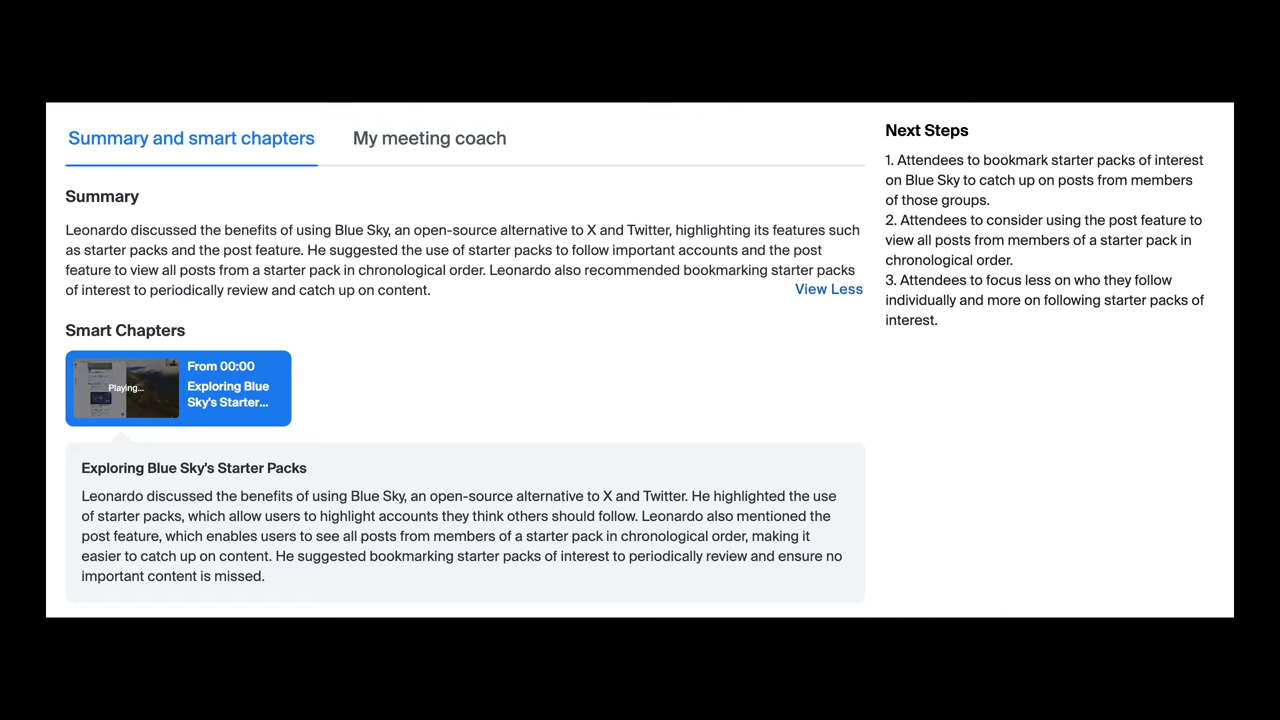 Summary and smart chapters
My meeting coach
Summary
Leonardo discussed the benefits of using Blue Sky, an open-source alternative to X and Twitter, highlighting its features such
as starter packs and the post feature. He suggested the use of starter packs to follow important accounts and the post
feature to view all posts from a starter pack in chronological order. Leonardo also recommended bookmarking starter packs
of interest to periodically review and catch up on content.
View Less
Smart Chapters
Playing...
From 00:00
Exploring Blue
Sky's Starter...
Exploring Blue Sky's Starter Packs
Leonardo discussed the benefits of using Blue Sky, an open-source alternative to X and Twitter. He highlighted the use
of starter packs, which allow users to highlight accounts they think others should follow. Leonardo also mentioned the
post feature, which enables users to see all posts from members of a starter pack in chronological order, making it
easier to catch up on content. He suggested bookmarking starter packs of interest to periodically review and ensure no
important content is missed.
Next Steps
1. Attendees to bookmark starter packs of interest
on Blue Sky to catch up on posts from members
of those groups.
2. Attendees to consider using the post feature to
view all posts from members of a starter pack in
chronological order.
3. Attendees to focus less on who they follow
individually and more on following starter packs of
interest.